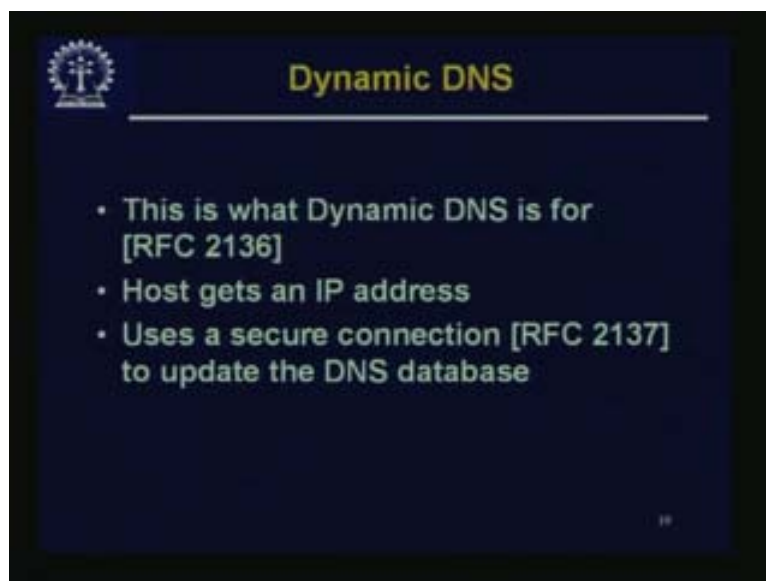 Dynamic DNS
• This is what Dynamic DNS is for
[RFC 2136]
• Host gets an IP address
• Uses a secure connection [RFC 2137]
to update the DNS database